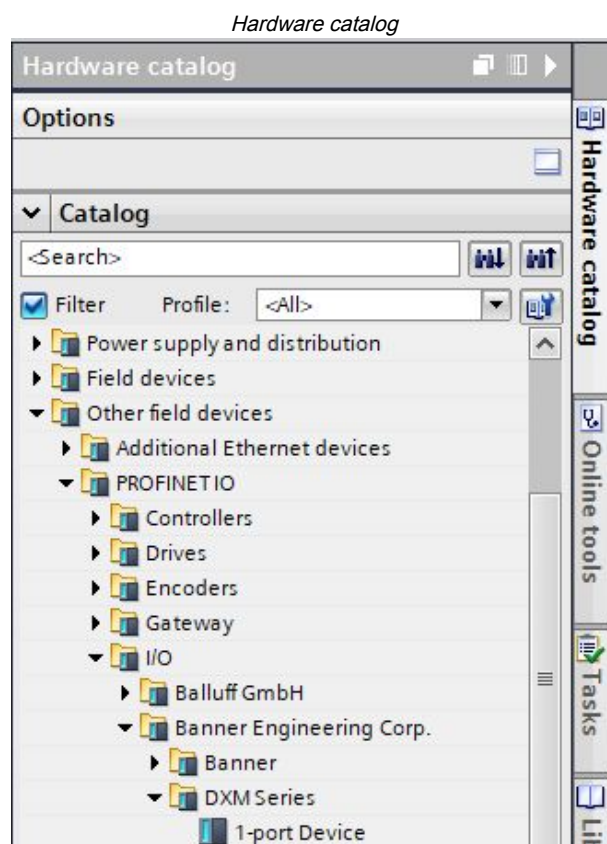 Hardware catalog
Hardware catalog
Options
Catalog
<Search>
Filter Profile: <All>
Power supply and distribution
Field devices
Other field devices
Additional Ethernet devices
PROFINET IO
Controllers
Drives
Encoders
Gateway
I/O
Balluff GmbH
Banner Engineering Corp.
Banner
DXM Series
1-port Device
Hardware catalog
Online tools
Tasks